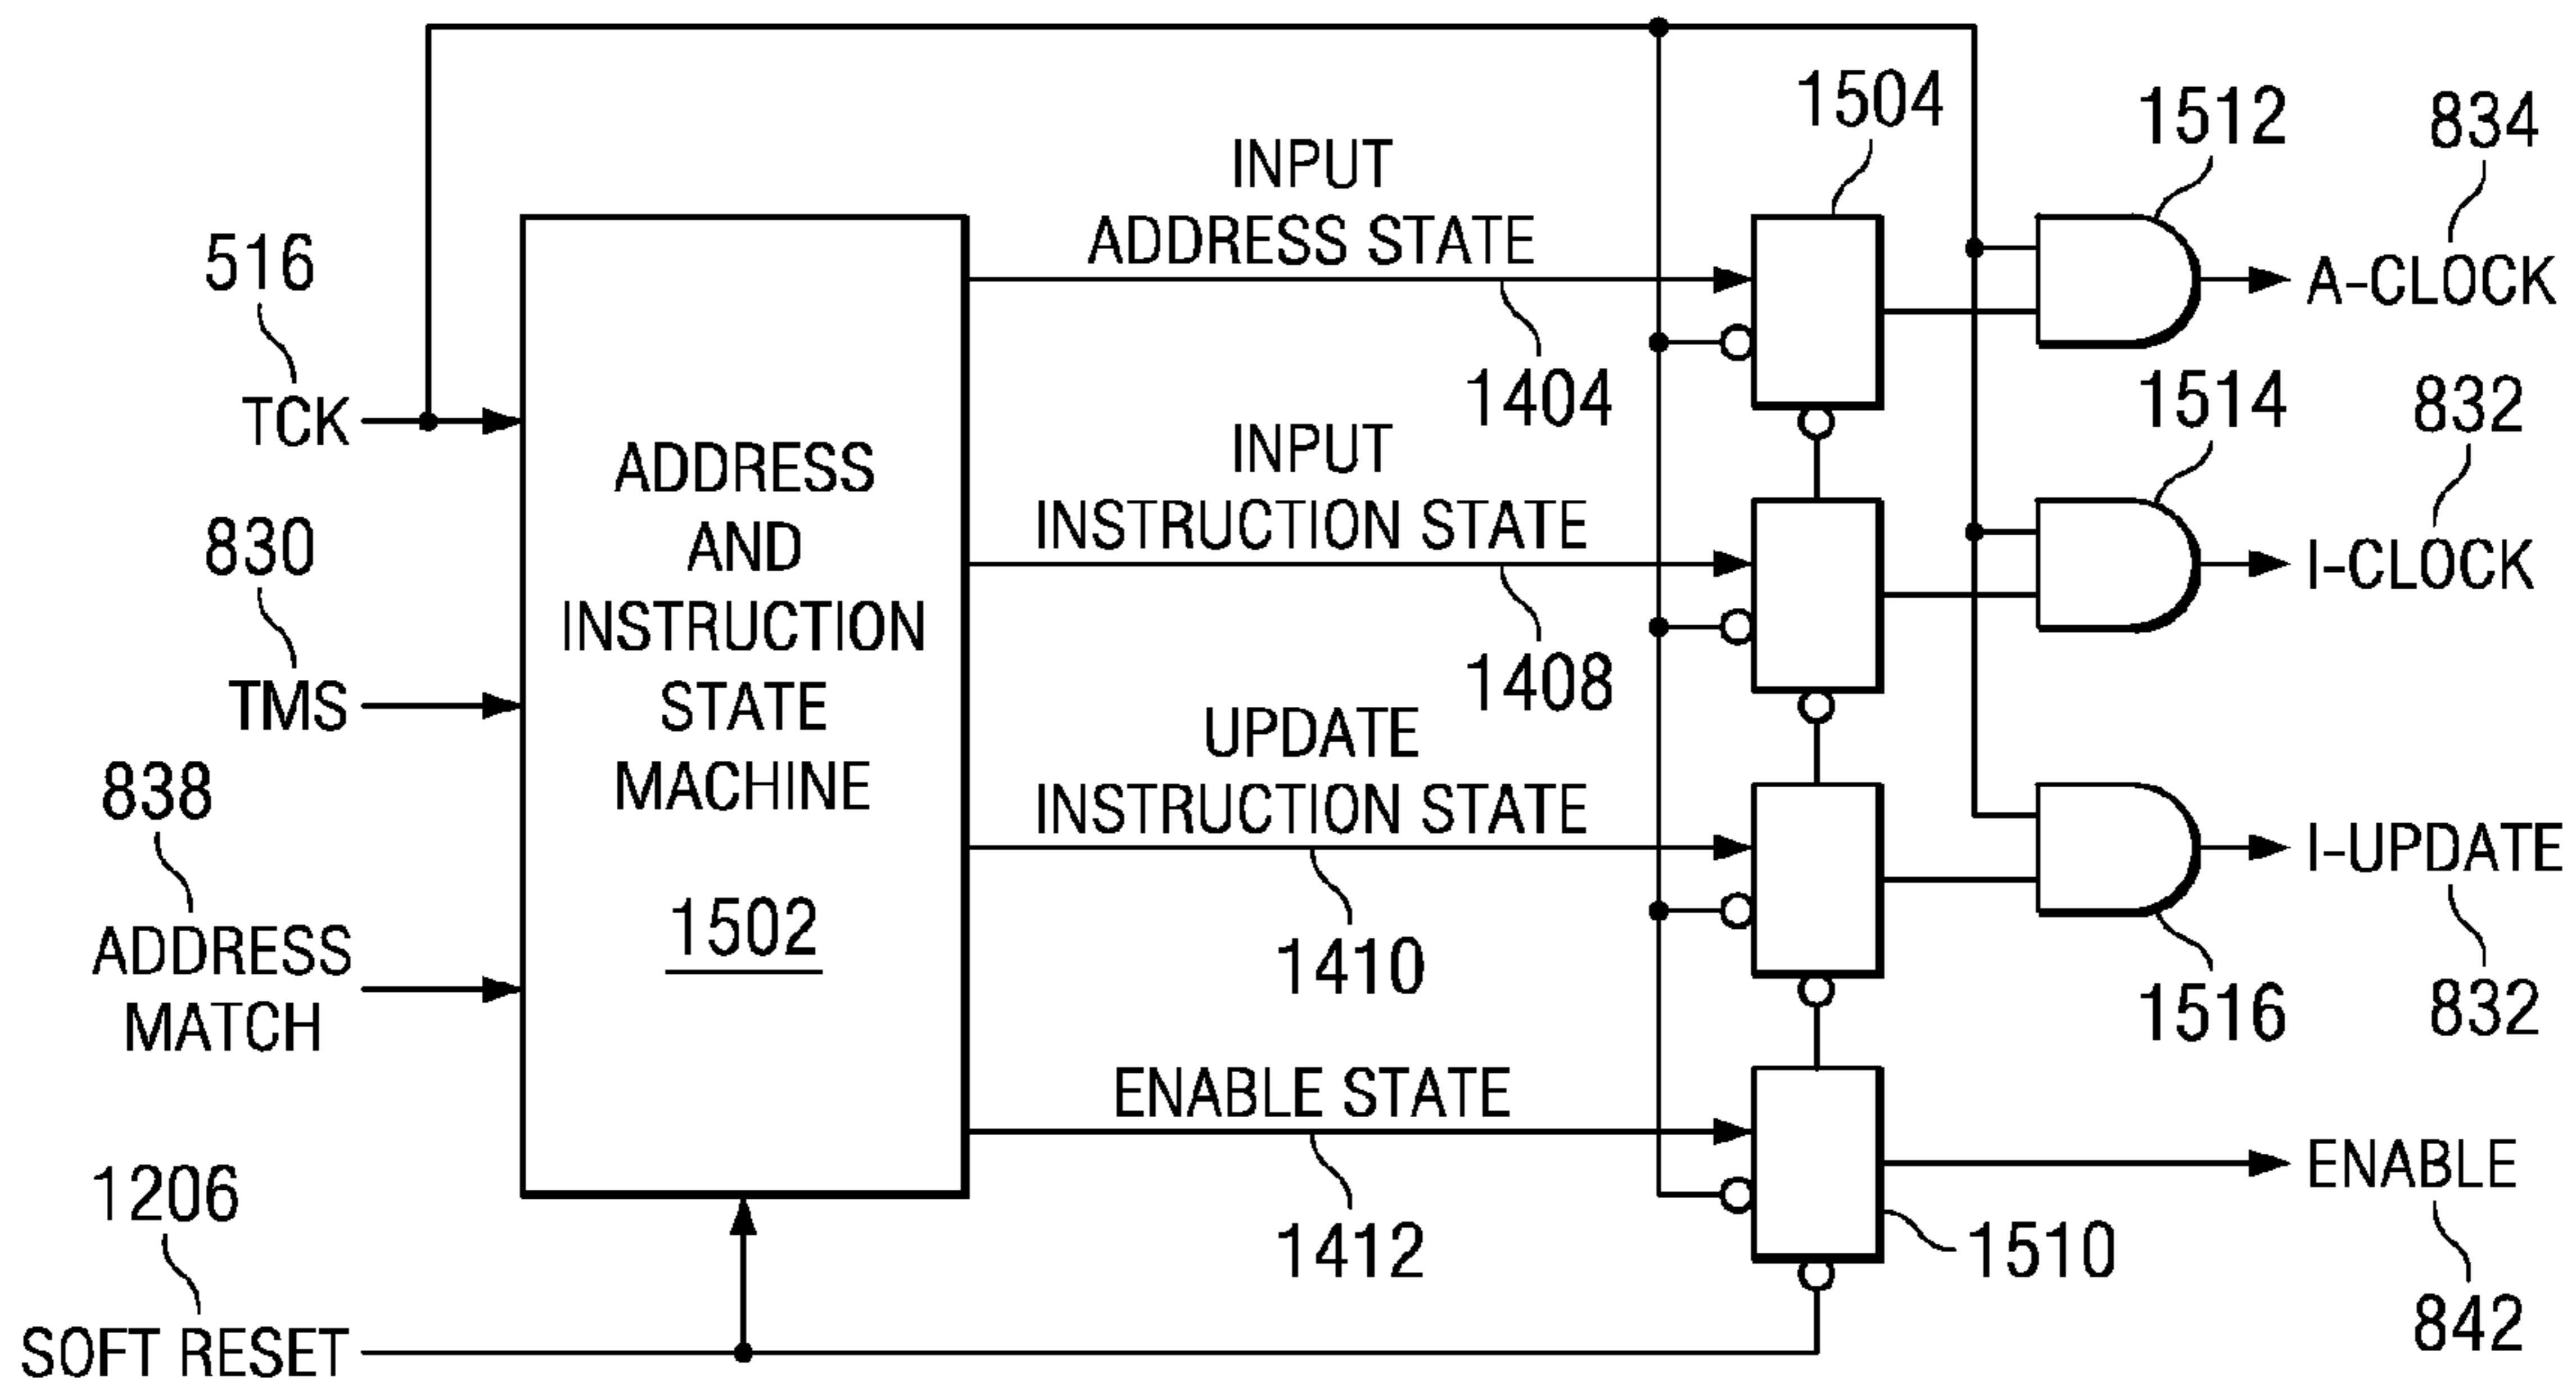 516
TCK
830
TMS
838
ADDRESS
MATCH
1206
SOFT RESET
ADDRESS
AND
INSTRUCTION
STATE
MACHINE
1502
INPUT
ADDRESS STATE
1404
INPUT
INSTRUCTION STATE
1408
UPDATE
INSTRUCTION STATE
1410
ENABLE STATE
1412
1504
1510
1512
834
A-CLOCK
1514
832
I-CLOCK
I-UPDATE
1516
832
ENABLE
842